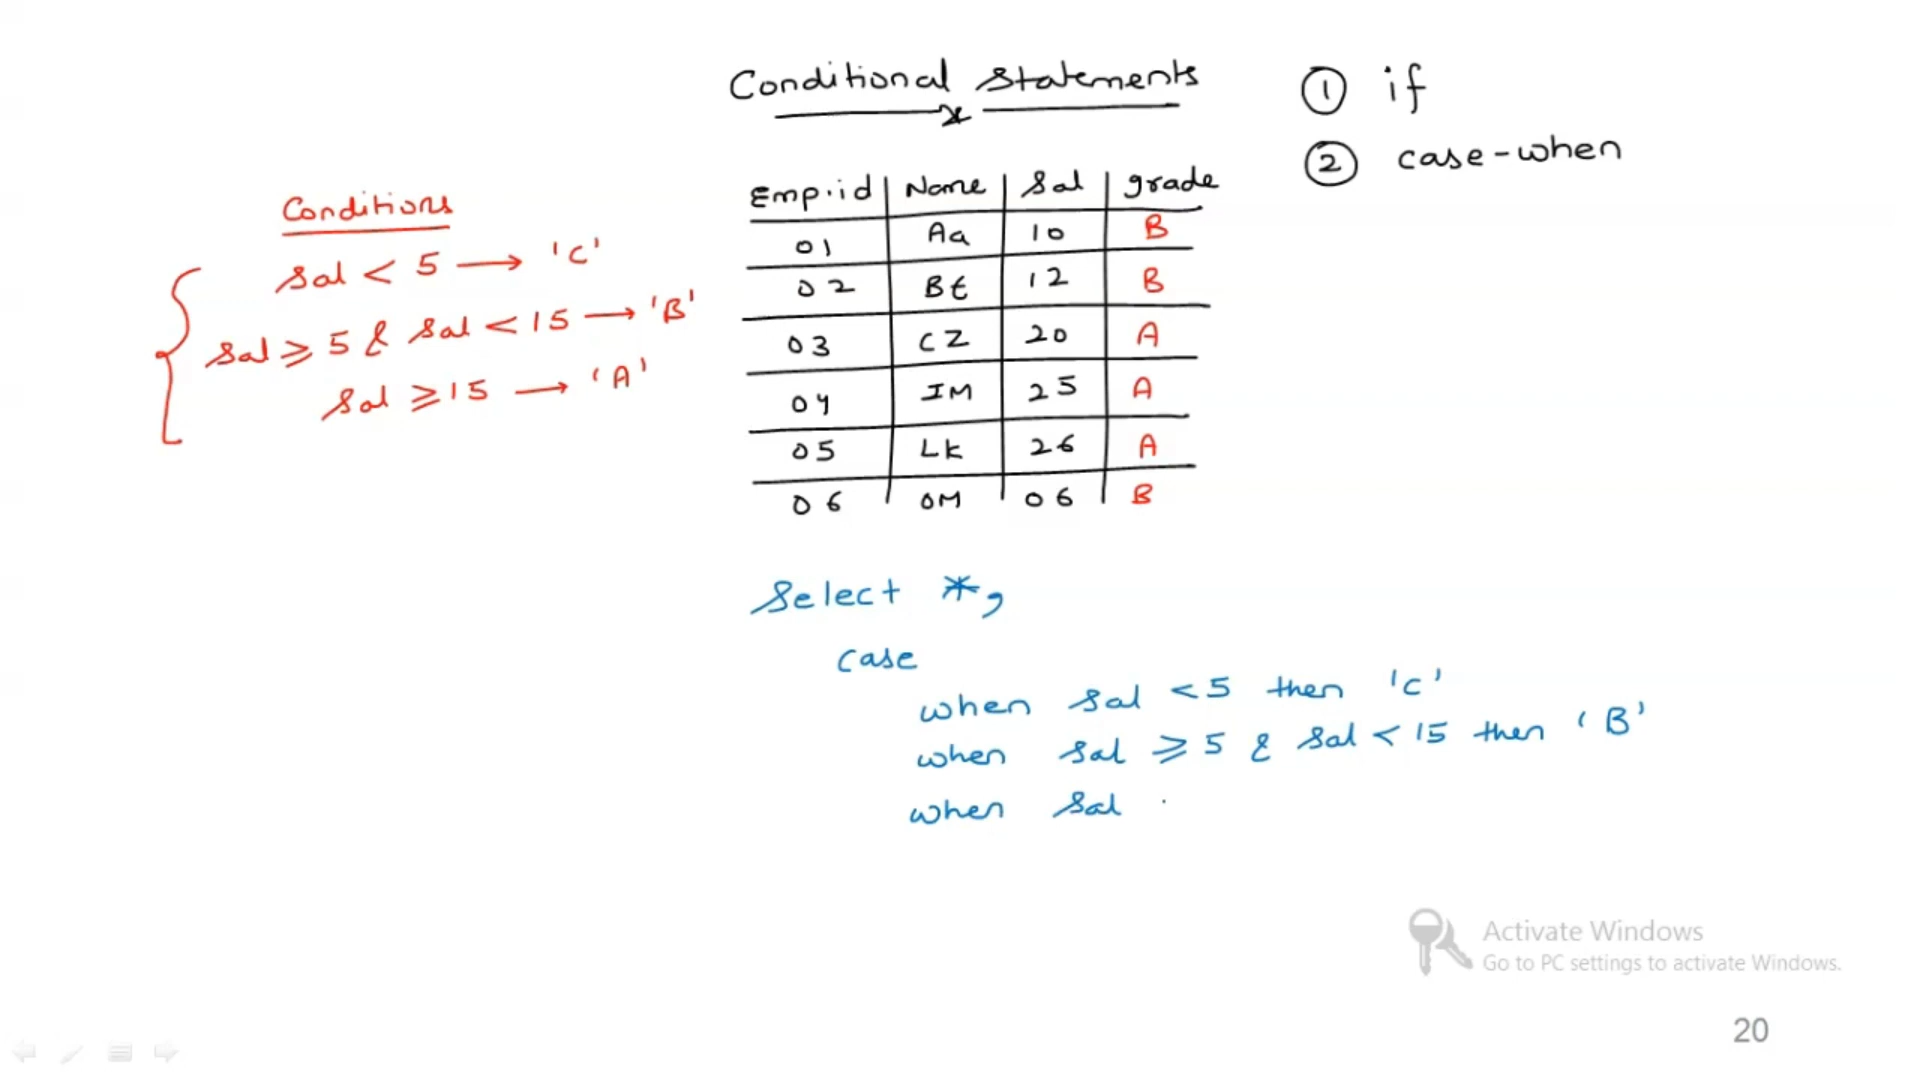 Conditional Statements
① if
② case-when
Conditions
Sal < 5 → 'C'
Sal ≥ 5 & Sal < 15 → 'B'
Sal ≥ 15 → 'A'
Emp.id | Name | Sal | grade
01 | Aa | 10 | B
02 | Bt | 12 | B
03 | CZ | 20 | A
04 | IM | 25 | A
05 | LK | 26 | A
06 | OM | 06 | B
Select *,
case
when Sal < 5 then 'C'
when Sal ≥ 5 & Sal < 15 then 'B'
when Sal
Activate Windows
Go to PC settings to activate Windows.
20